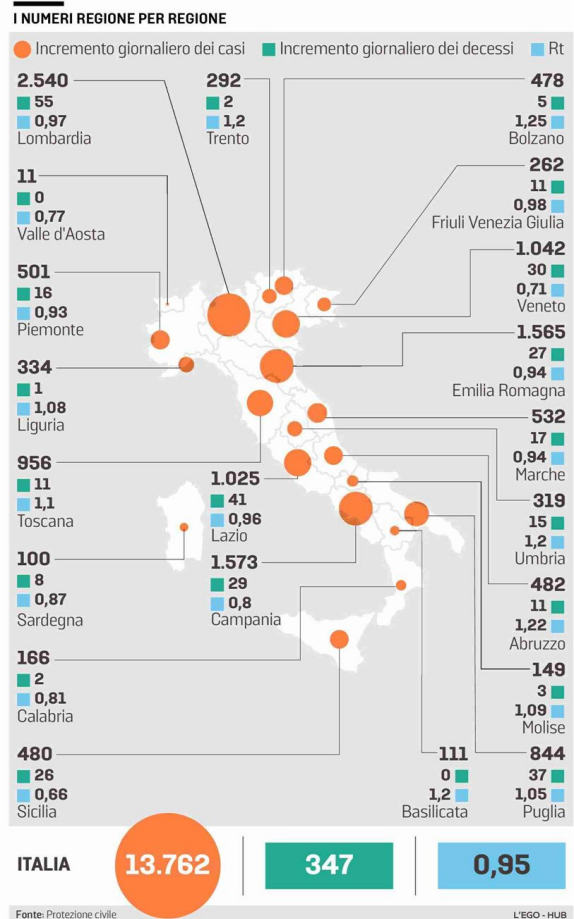 I NUMERI REGIONE PER REGIONE
Incremento giornaliero dei casi
Incremento giornaliero dei decessi
Rt
2.540
55
0,97
Lombardia
292
2
1,2
Trento
478
5
1,25
Bolzano
11
0
0,77
Valle d'Aosta
262
11
0,98
Friuli Venezia Giulia
501
16
0,93
Piemonte
1.042
30
0,71
Veneto
334
1
1,08
Liguria
1.565
27
0,94
Emilia Romagna
956
11
1,1
Toscana
1.025
41
0,96
Lazio
532
17
0,94
Marche
319
15
1,2
Umbria
100
8
0,87
Sardegna
1.573
29
0,8
Campania
482
11
1,22
Abruzzo
166
2
0,81
Calabria
149
3
1,09
Molise
480
26
0,66
Sicilia
111
0
1,2
Basilicata
844
37
1,05
Puglia
ITALIA
13.762
347
0,95
Fonte: Protezione civile
L'EGO - HUB